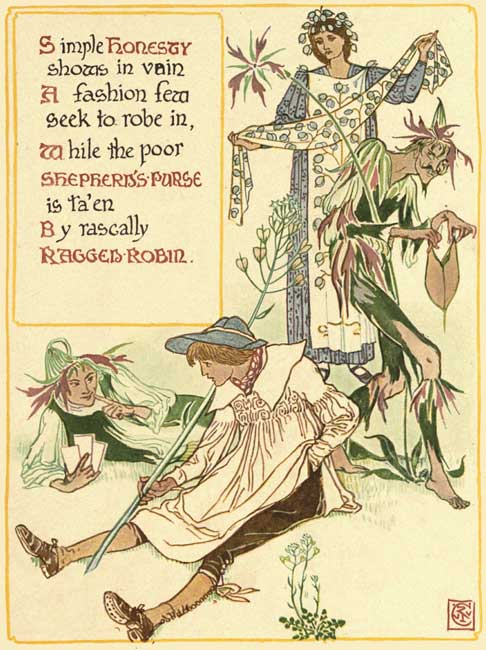 Simple Honesty
shows in vain
A fashion few
seek to robe in,
While the poor
SHEPHERD'S·PURSE
is ta'en
By rascally
RAGGED·ROBIN.